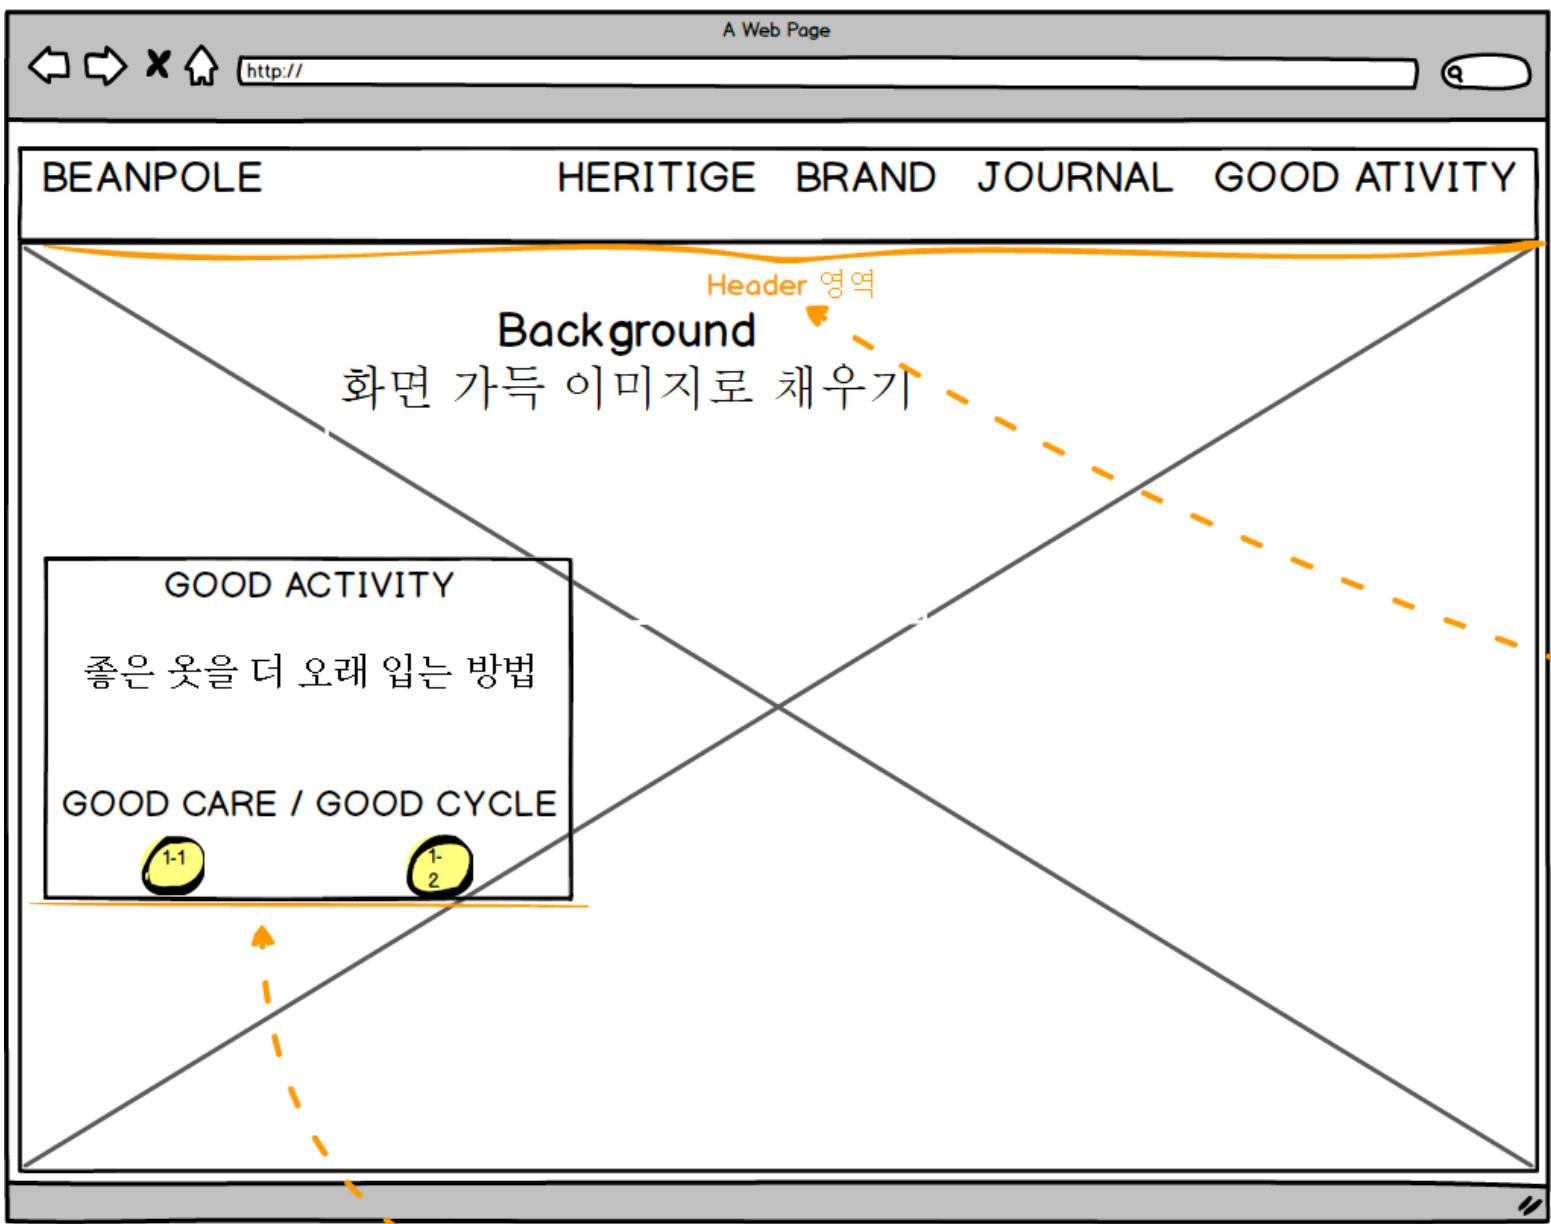 A Web Page
http://
BEANPOLE HERITIGE BRAND JOURNAL GOOD ATIVITY
Header 영역
Background
화면 가득 이미지로 채우기
GOOD ACTIVITY
좋은 옷을 더 오래 입는 방법
GOOD CARE / GOOD CYCLE
1-1
1-
2